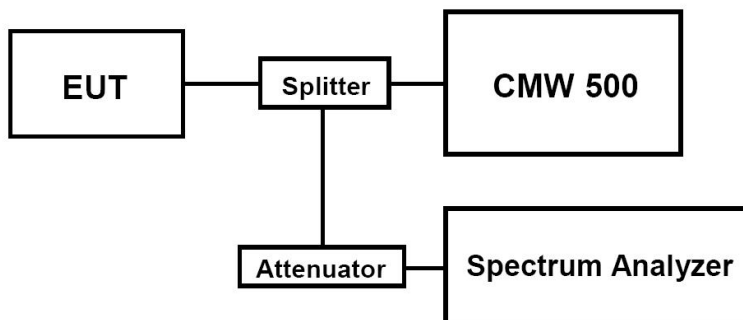 EUT
Splitter
CMW 500
Attenuator
Spectrum Analyzer